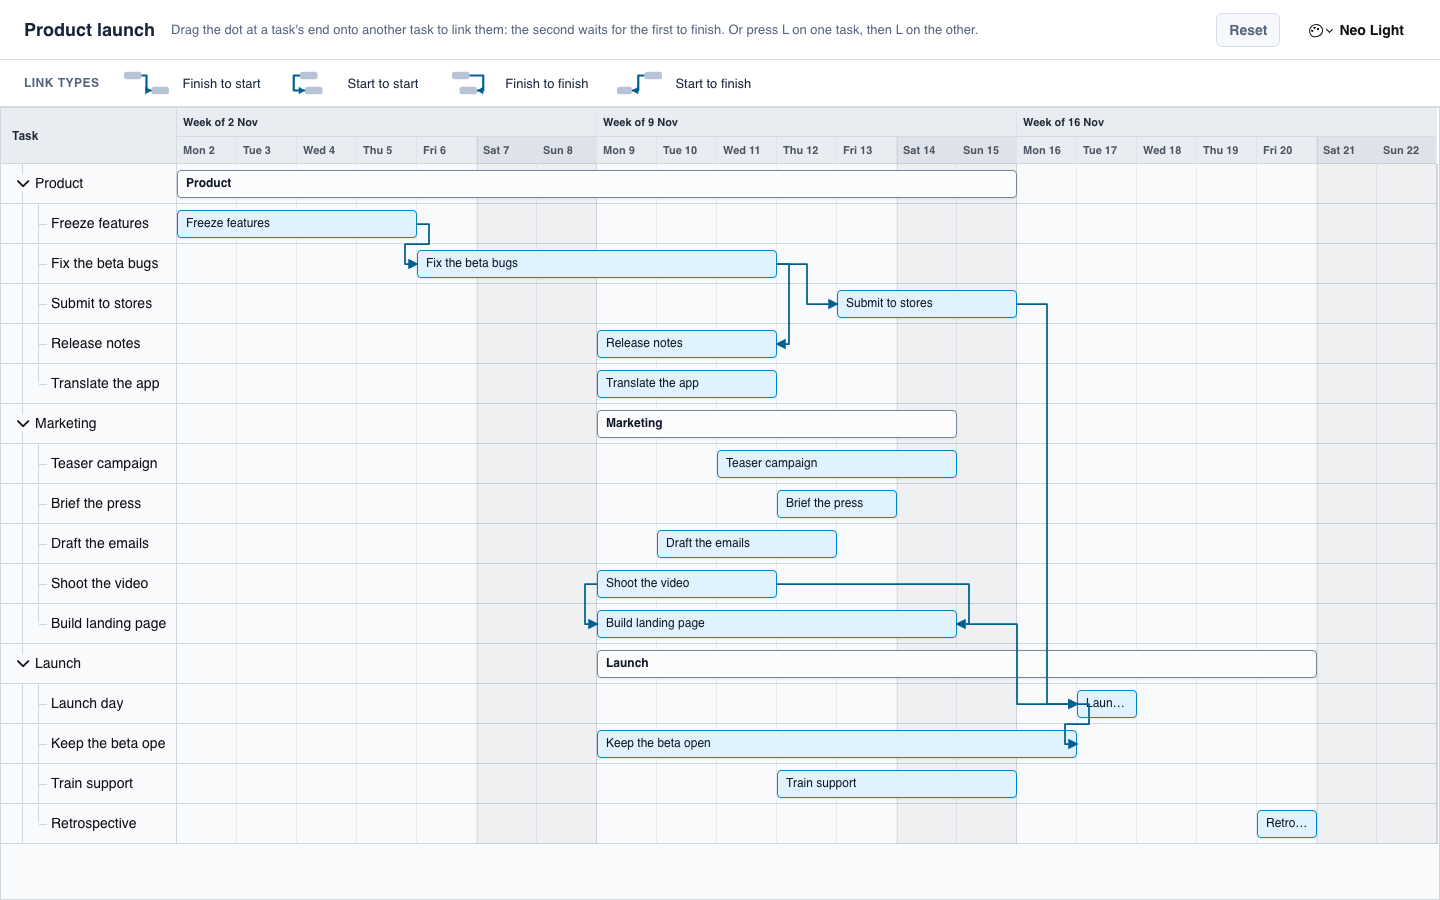 Product launch
Drag the dot at a task's end onto another task to link them: the second waits for the first to finish. Or press L on one task, then L on the other.
Reset
Neo Light
LINK TYPES
Finish to start
Start to start
Finish to finish
Start to finish
Task
Week of 2 Nov
Week of 9 Nov
Week of 16 Nov
Mon 2
Tue 3
Wed 4
Thu 5
Fri 6
Sat 7
Sun 8
Mon 9
Tue 10
Wed 11
Thu 12
Fri 13
Sat 14
Sun 15
Mon 16
Tue 17
Wed 18
Thu 19
Fri 20
Sat 21
Sun 22
Product
Product
Freeze features
Freeze features
Fix the beta bugs
Fix the beta bugs
Submit to stores
Submit to stores
Release notes
Release notes
Translate the app
Translate the app
Marketing
Marketing
Teaser campaign
Teaser campaign
Brief the press
Brief the press
Draft the emails
Draft the emails
Shoot the video
Shoot the video
Build landing page
Build landing page
Launch
Launch
Launch day
Laun…
Keep the beta ope
Keep the beta open
Train support
Train support
Retrospective
Retro…